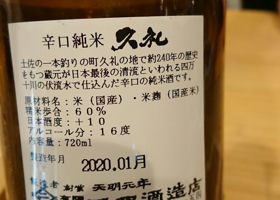 辛口純米 久礼
土佐の一本釣りの町久礼の地で約240年の歴史
をもつ蔵元が日本最後の清流といわれる四万
十川の伏流水で仕込んだ辛口の純米酒です。
原材料名：米（国産）・米麹（国産米）
精米歩合：60％
日本酒度：＋10
アルコール分：16度
内容量：720ml
製造年月 2020.01月
創業 天明元年
酒造店